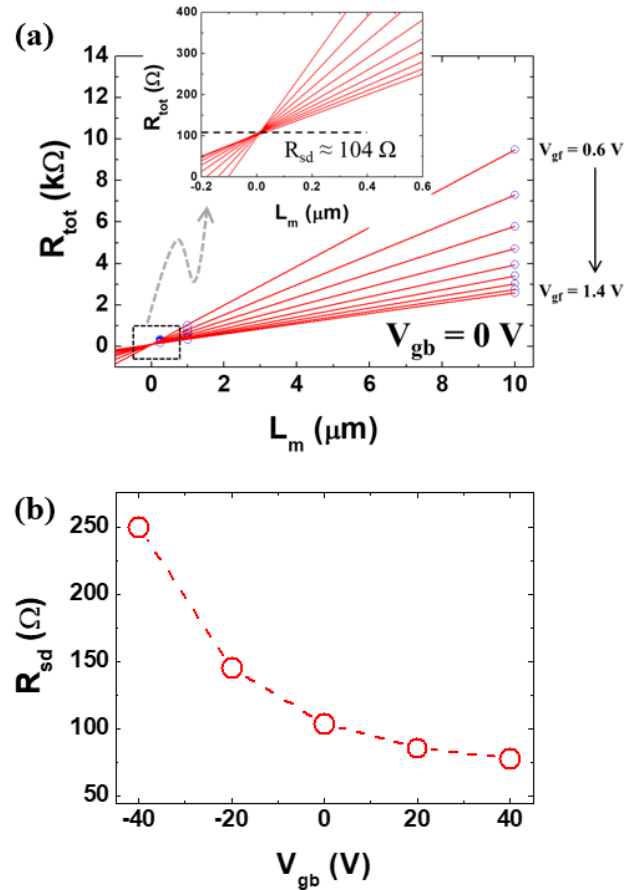 (a)
400
300
200
100
0
-0.2 0.0 0.2 0.4 0.6
R_tot (Ω)
L_m (μm)
R_sd ≈ 104 Ω
14
12
10
8
6
4
2
0
R_tot (kΩ)
V_gf = 0.6 V
V_gf = 1.4 V
V_gb = 0 V
0 2 4 6 8 10
L_m (μm)
(b)
250
200
150
100
50
R_sd (Ω)
-40 -20 0 20 40
V_gb (V)